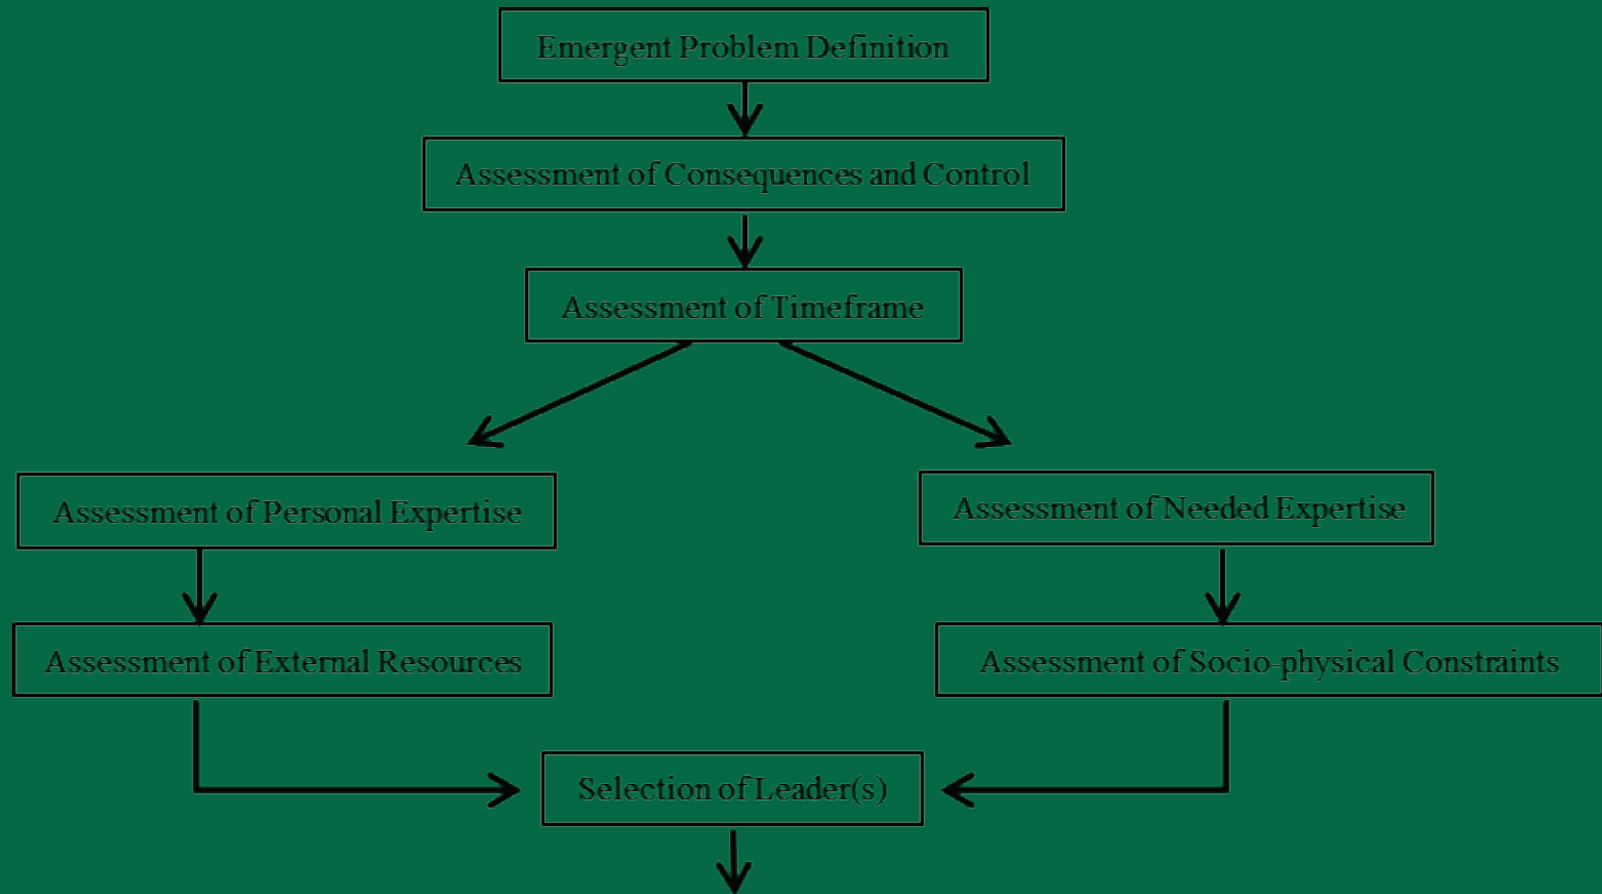 Emergent Problem Definition
Assessment of Consequences and Control
Assessment of Timeframe
Assessment of Personal Expertise
Assessment of Needed Expertise
Assessment of External Resources
Assessment of Socio-physical Constraints
Selection of Leader(s)